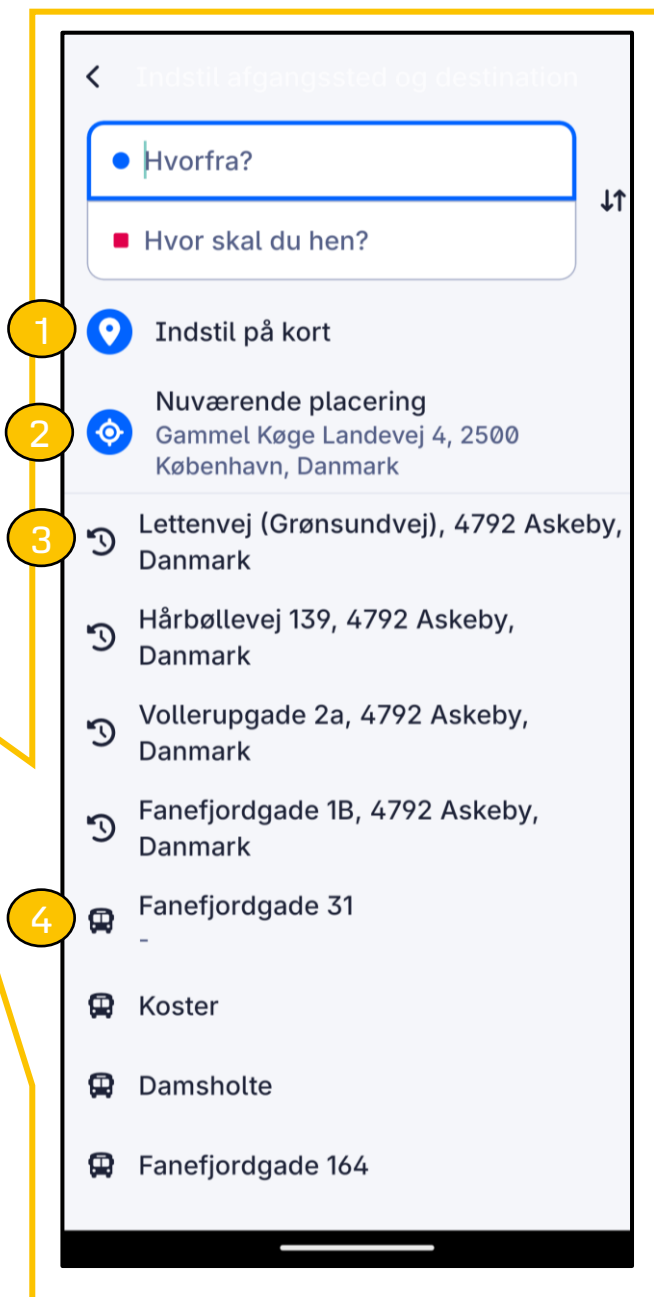 Indstil afgangssted og destination
Hvorfra?
Hvor skal du hen?
1
Indstil på kort
2
Nuværende placering
Gammel Køge Landevej 4, 2500
København, Danmark
3
Lettenvej (Grønsundvej), 4792 Askeby,
Danmark
Hårbøllevej 139, 4792 Askeby,
Danmark
Vollerupgade 2a, 4792 Askeby,
Danmark
Fanefjordgade 1B, 4792 Askeby,
Danmark
4
Fanefjordgade 31
-
Koster
Damsholte
Fanefjordgade 164